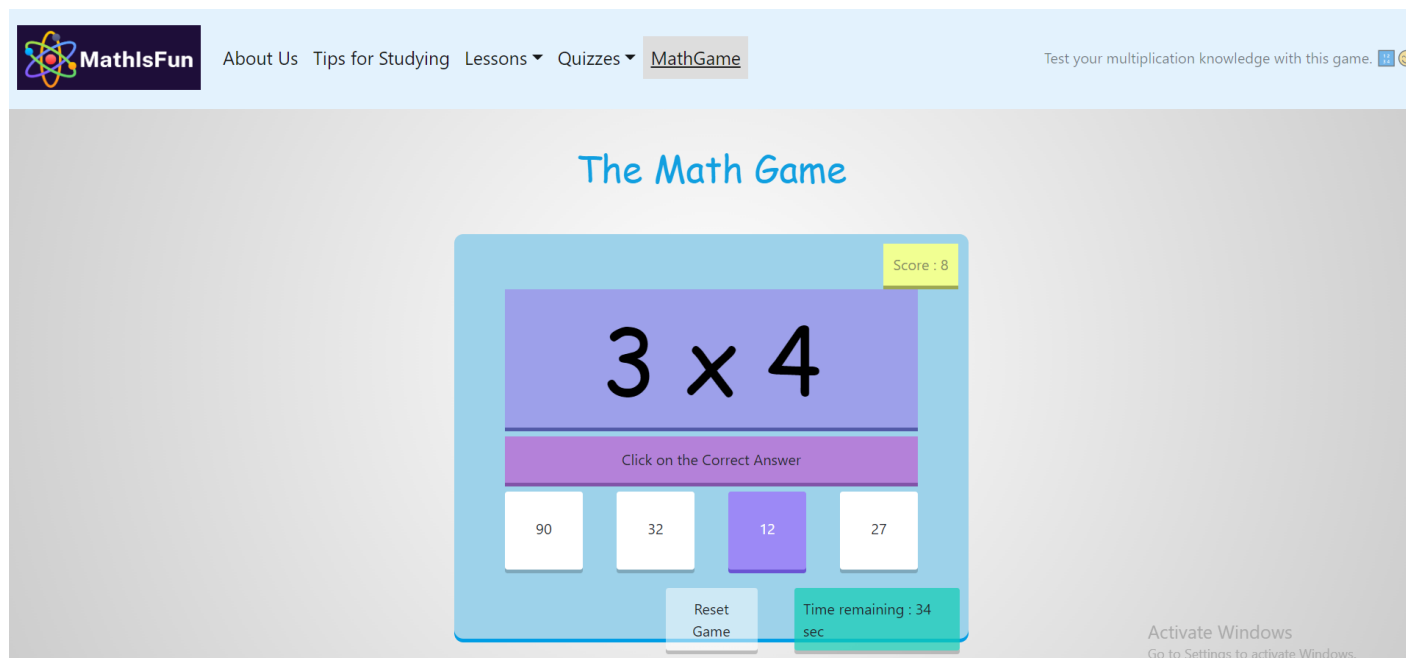 MathIsFun
About Us Tips for Studying Lessons Quizzes MathGame
Test your multiplication knowledge with this game.
The Math Game
Score : 8
3 x 4
Click on the Correct Answer
90 32 12 27
Reset
Game
Time remaining : 34
sec
Activate Windows
Go to Settings to activate Windows.